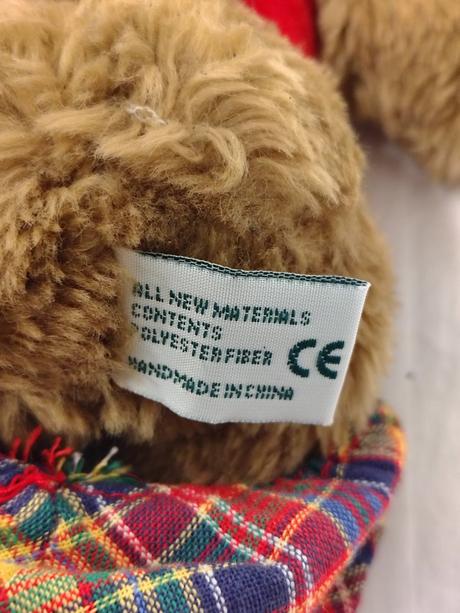 ALL NEW MATERIALS
CONTENTS
POLYESTER FIBER
CE
HANDMADE IN CHINA